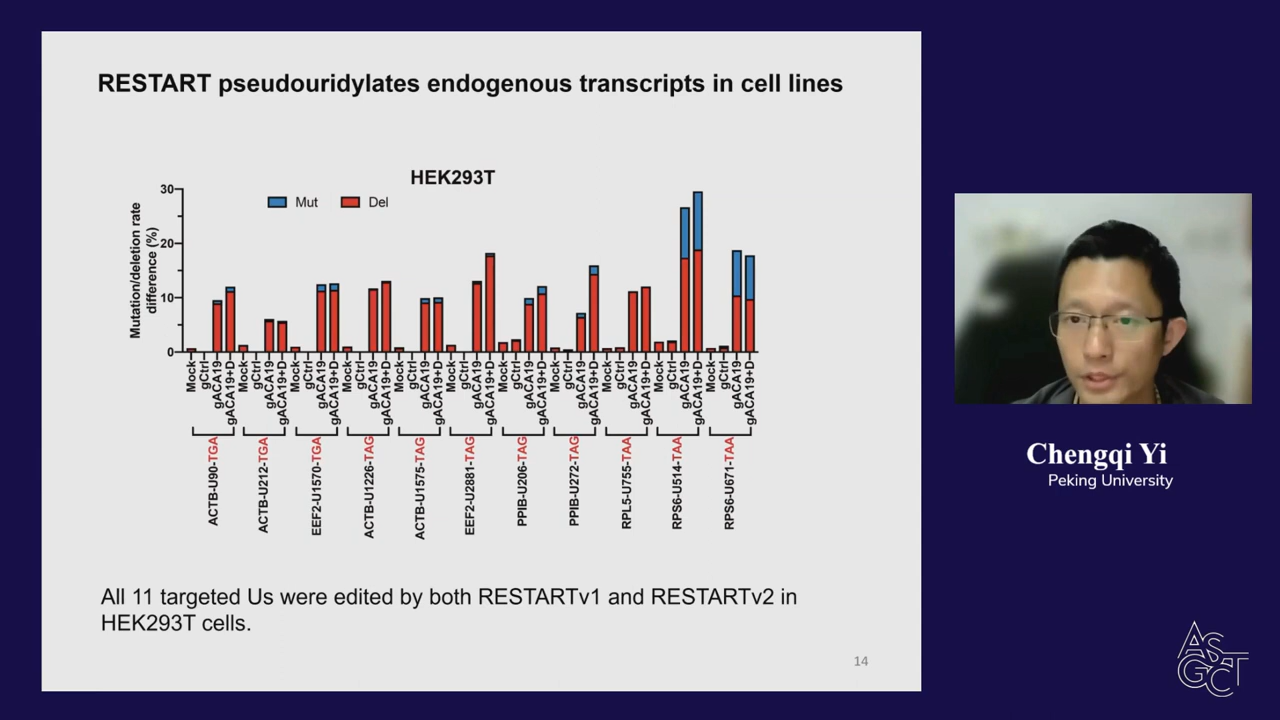 RESTART pseudouridylates endogenous transcripts in cell lines
HEK293T
Mut
Del
Mutation/deletion rate
difference (%)
30
20
10
0
Mock
gCtrl
gACA19
gACA19+D
Mock
gCtrl
gACA19
gACA19+D
Mock
gCtrl
gACA19
gACA19+D
Mock
gCtrl
gACA19
gACA19+D
Mock
gCtrl
gACA19
gACA19+D
Mock
gCtrl
gACA19
gACA19+D
Mock
gCtrl
gACA19
gACA19+D
Mock
gCtrl
gACA19
gACA19+D
Mock
gCtrl
gACA19
gACA19+D
Mock
gCtrl
gACA19
gACA19+D
Mock
gCtrl
gACA19
gACA19+D
ACTB-U90-TGA
ACTB-U212-TGA
EEF2-U1570-TGA
ACTB-U1226-TAG
ACTB-U1575-TAG
EEF2-U2881-TAG
PPIB-U206-TAG
PPIB-U272-TAG
RPL5-U755-TAA
RPS6-U514-TAA
RPS6-U671-TAA
All 11 targeted Us were edited by both RESTARTv1 and RESTARTv2 in
HEK293T cells.
14
Chengqi Yi
Peking University
AS
GCT